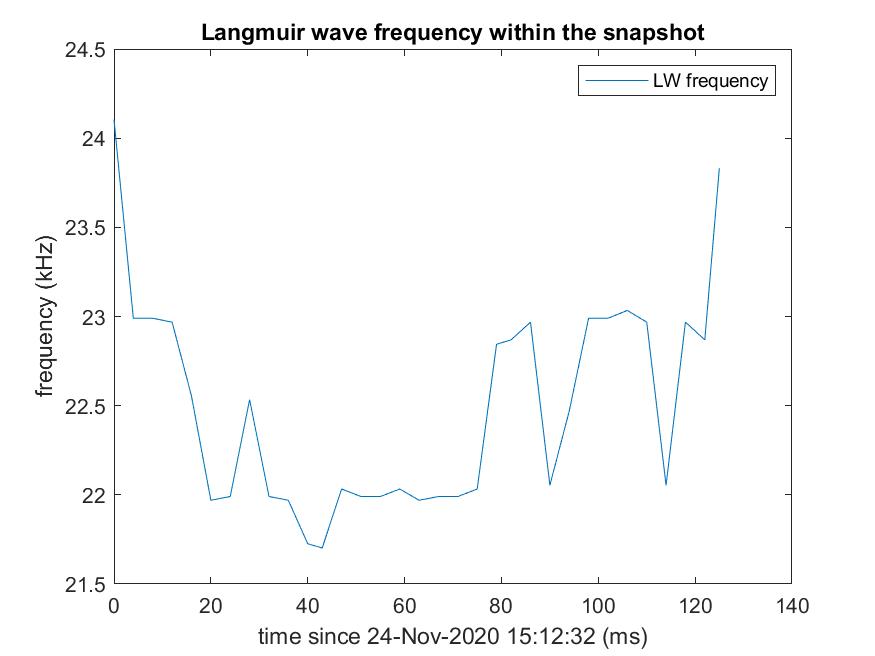 Langmuir wave frequency within the snapshot
LW frequency
24.5
24
23.5
23
22.5
22
21.5
frequency (kHz)
0 20 40 60 80 100 120 140
time since 24-Nov-2020 15:12:32 (ms)